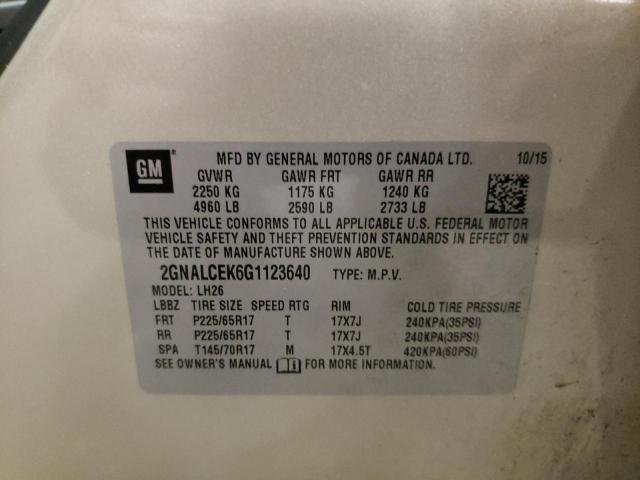 GM
MFD BY GENERAL MOTORS OF CANADA LTD. 10/15
GVWR GAWR FRT GAWR RR
2250 KG 1175 KG 1240 KG
4960 LB 2590 LB 2733 LB
THIS VEHICLE CONFORMS TO ALL APPLICABLE U.S. FEDERAL MOTOR
VEHICLE SAFETY AND THEFT PREVENTION STANDARDS IN EFFECT ON
THE DATE OF MANUFACTURE SHOWN ABOVE.
2GNALCEK6G1123640 TYPE: M.P.V.
MODEL: LH26
LBBZ TIRE SIZE SPEED RTG RIM COLD TIRE PRESSURE
FRT P225/65R17 T 17X7J 240KPA(35PSI)
RR P225/65R17 T 17X7J 240KPA(35PSI)
SPA T145/70R17 M 17X4.5T 420KPA(60PSI)
SEE OWNER'S MANUAL FOR MORE INFORMATION.